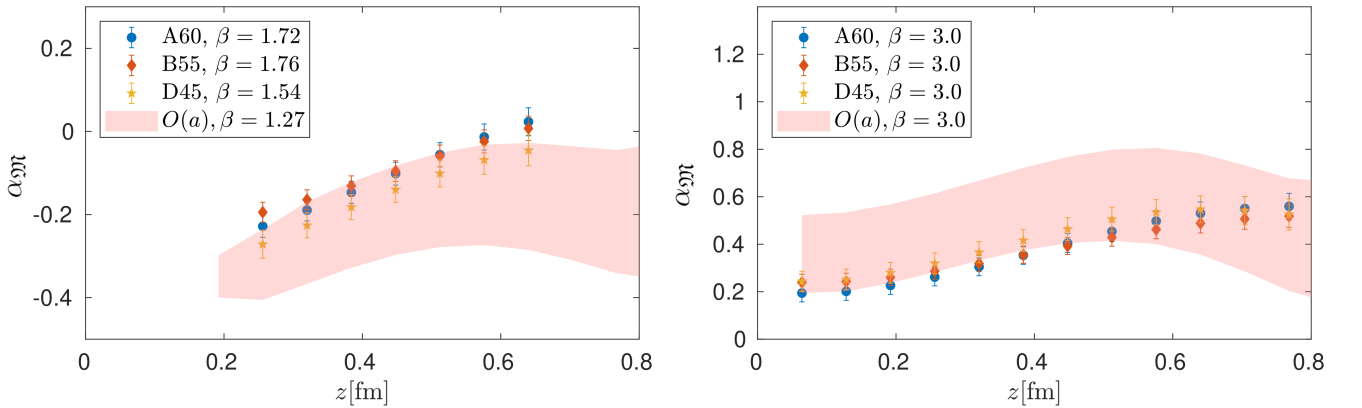 0.2
0
-0.2
-0.4
α𝔐
A60, β = 1.72
B55, β = 1.76
D45, β = 1.54
O(a), β = 1.27
0 0.2 0.4 0.6 0.8
z[fm]
1.2
1
0.8
0.6
0.4
0.2
0
α𝔐
A60, β = 3.0
B55, β = 3.0
D45, β = 3.0
O(a), β = 3.0
0 0.2 0.4 0.6 0.8
z[fm]